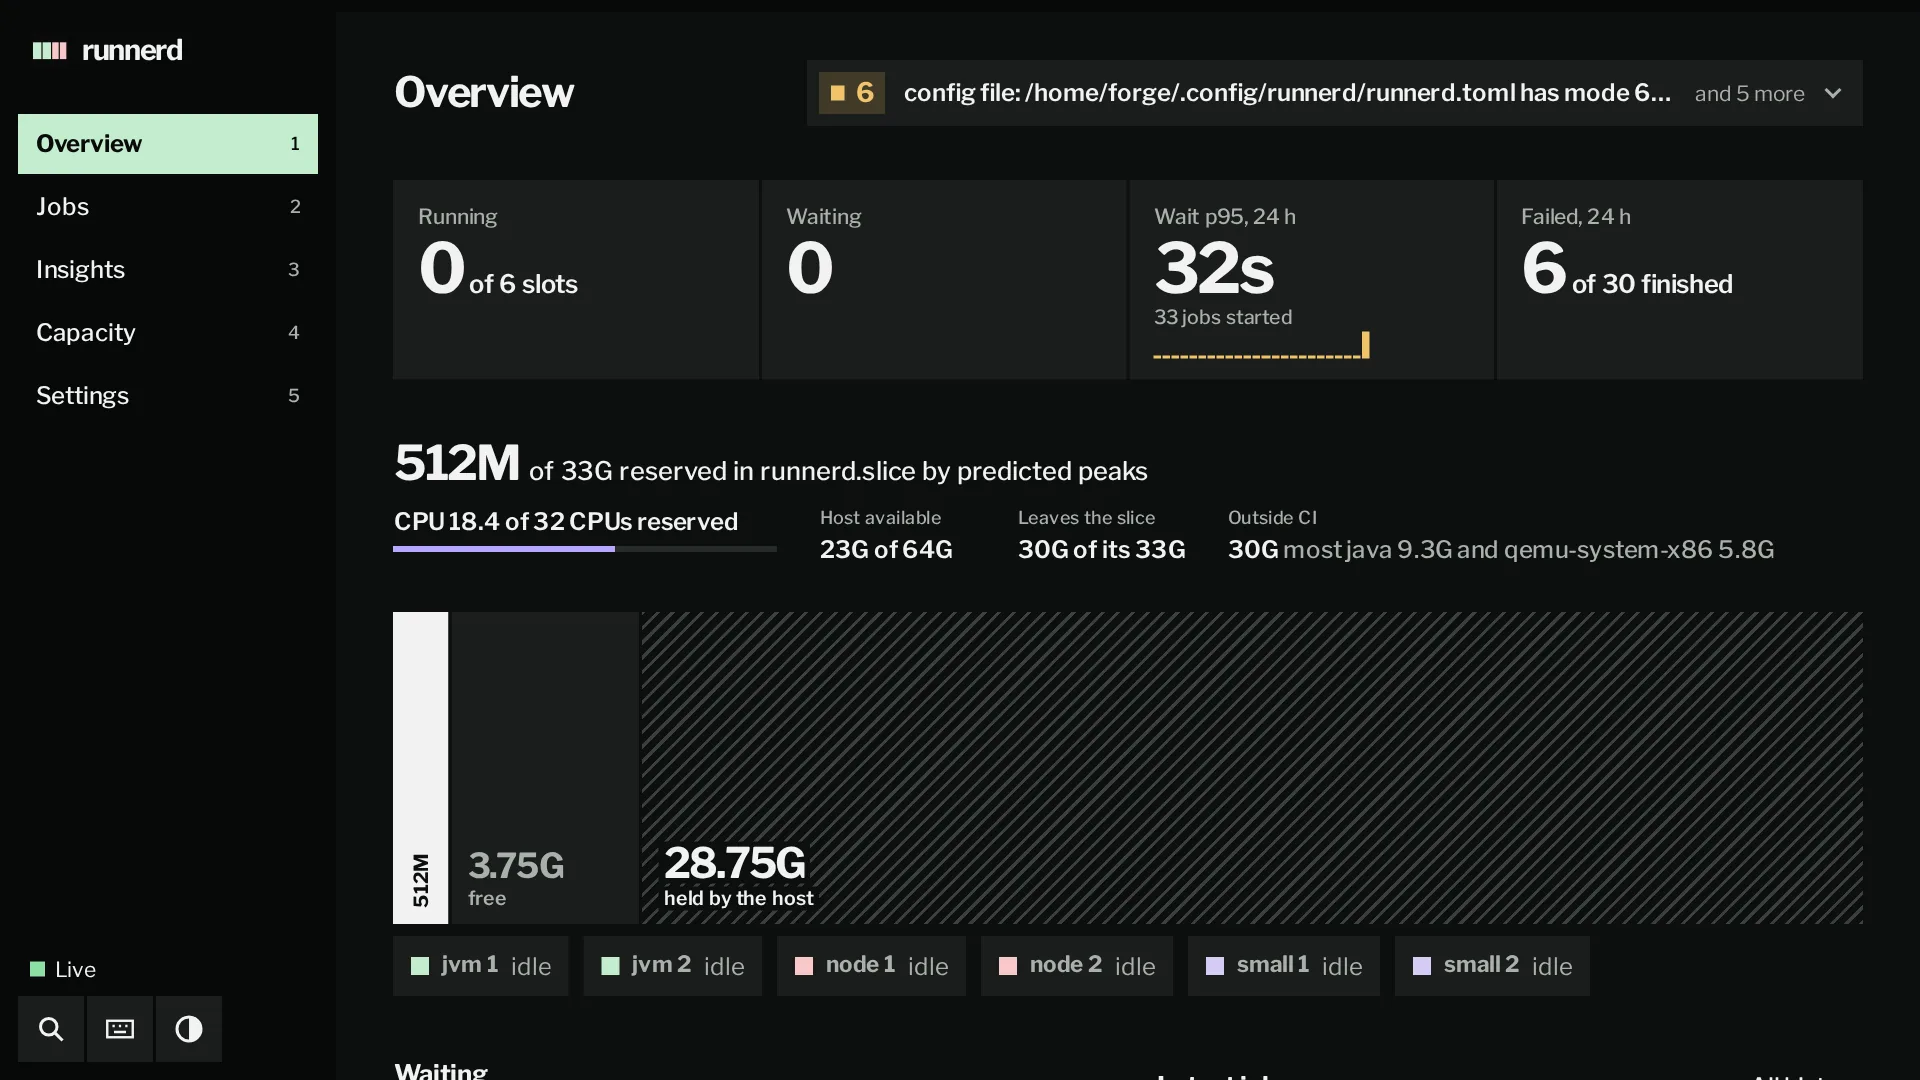 runnerd
Overview 1
Jobs 2
Insights 3
Capacity 4
Settings 5
Live
Overview
6 config file: /home/forge/.config/runnerd/runnerd.toml has mode 6... and 5 more
Running
0 of 6 slots
Waiting
0
Wait p95, 24 h
32s
33 jobs started
Failed, 24 h
6 of 30 finished
512M of 33G reserved in runnerd.slice by predicted peaks
CPU 18.4 of 32 CPUs reserved
Host available
23G of 64G
Leaves the slice
30G of its 33G
Outside CI
30G most java 9.3G and qemu-system-x86 5.8G
512M
3.75G
free
28.75G
held by the host
jvm 1 idle
jvm 2 idle
node 1 idle
node 2 idle
small 1 idle
small 2 idle
Waiting